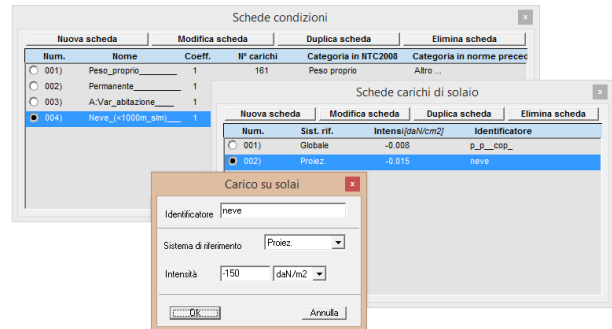 Schede condizioni
x
Nuova scheda Modifica scheda Duplica scheda Elimina scheda
Num. Nome Coeff. N° carichi Categoria in NTC2008 Categoria in norme preced
001) Peso_proprio________ 1 161 Peso proprio Altro ...
002) Permanente________ 1
003) A:Var_abitazione____ 1
004) Neve_(<1000m_slm)___ 1
Schede carichi di solaio
x
Nuova scheda Modifica scheda Duplica scheda Elimina scheda
Num. Sist. rif. Intensi[daN/cm2] Identificatore
001) Globale -0.008 p_p__cop_
002) Proiez. -0.015 neve
Carico su solai
x
Identificatore neve
Sistema di riferimento Proiez.
Intensità -150 daN/m2
Ok Annulla